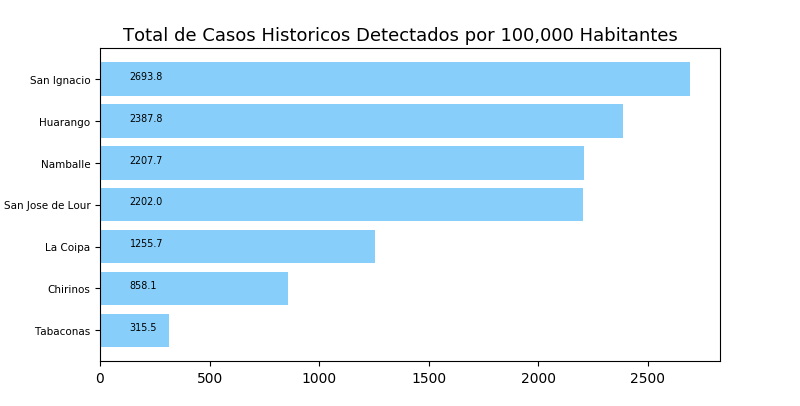 Total de Casos Historicos Detectados por 100,000 Habitantes
San Ignacio 2693.8
Huarango 2387.8
Namballe 2207.7
San Jose de Lour 2202.0
La Coipa 1255.7
Chirinos 858.1
Tabaconas 315.5
0 500 1000 1500 2000 2500